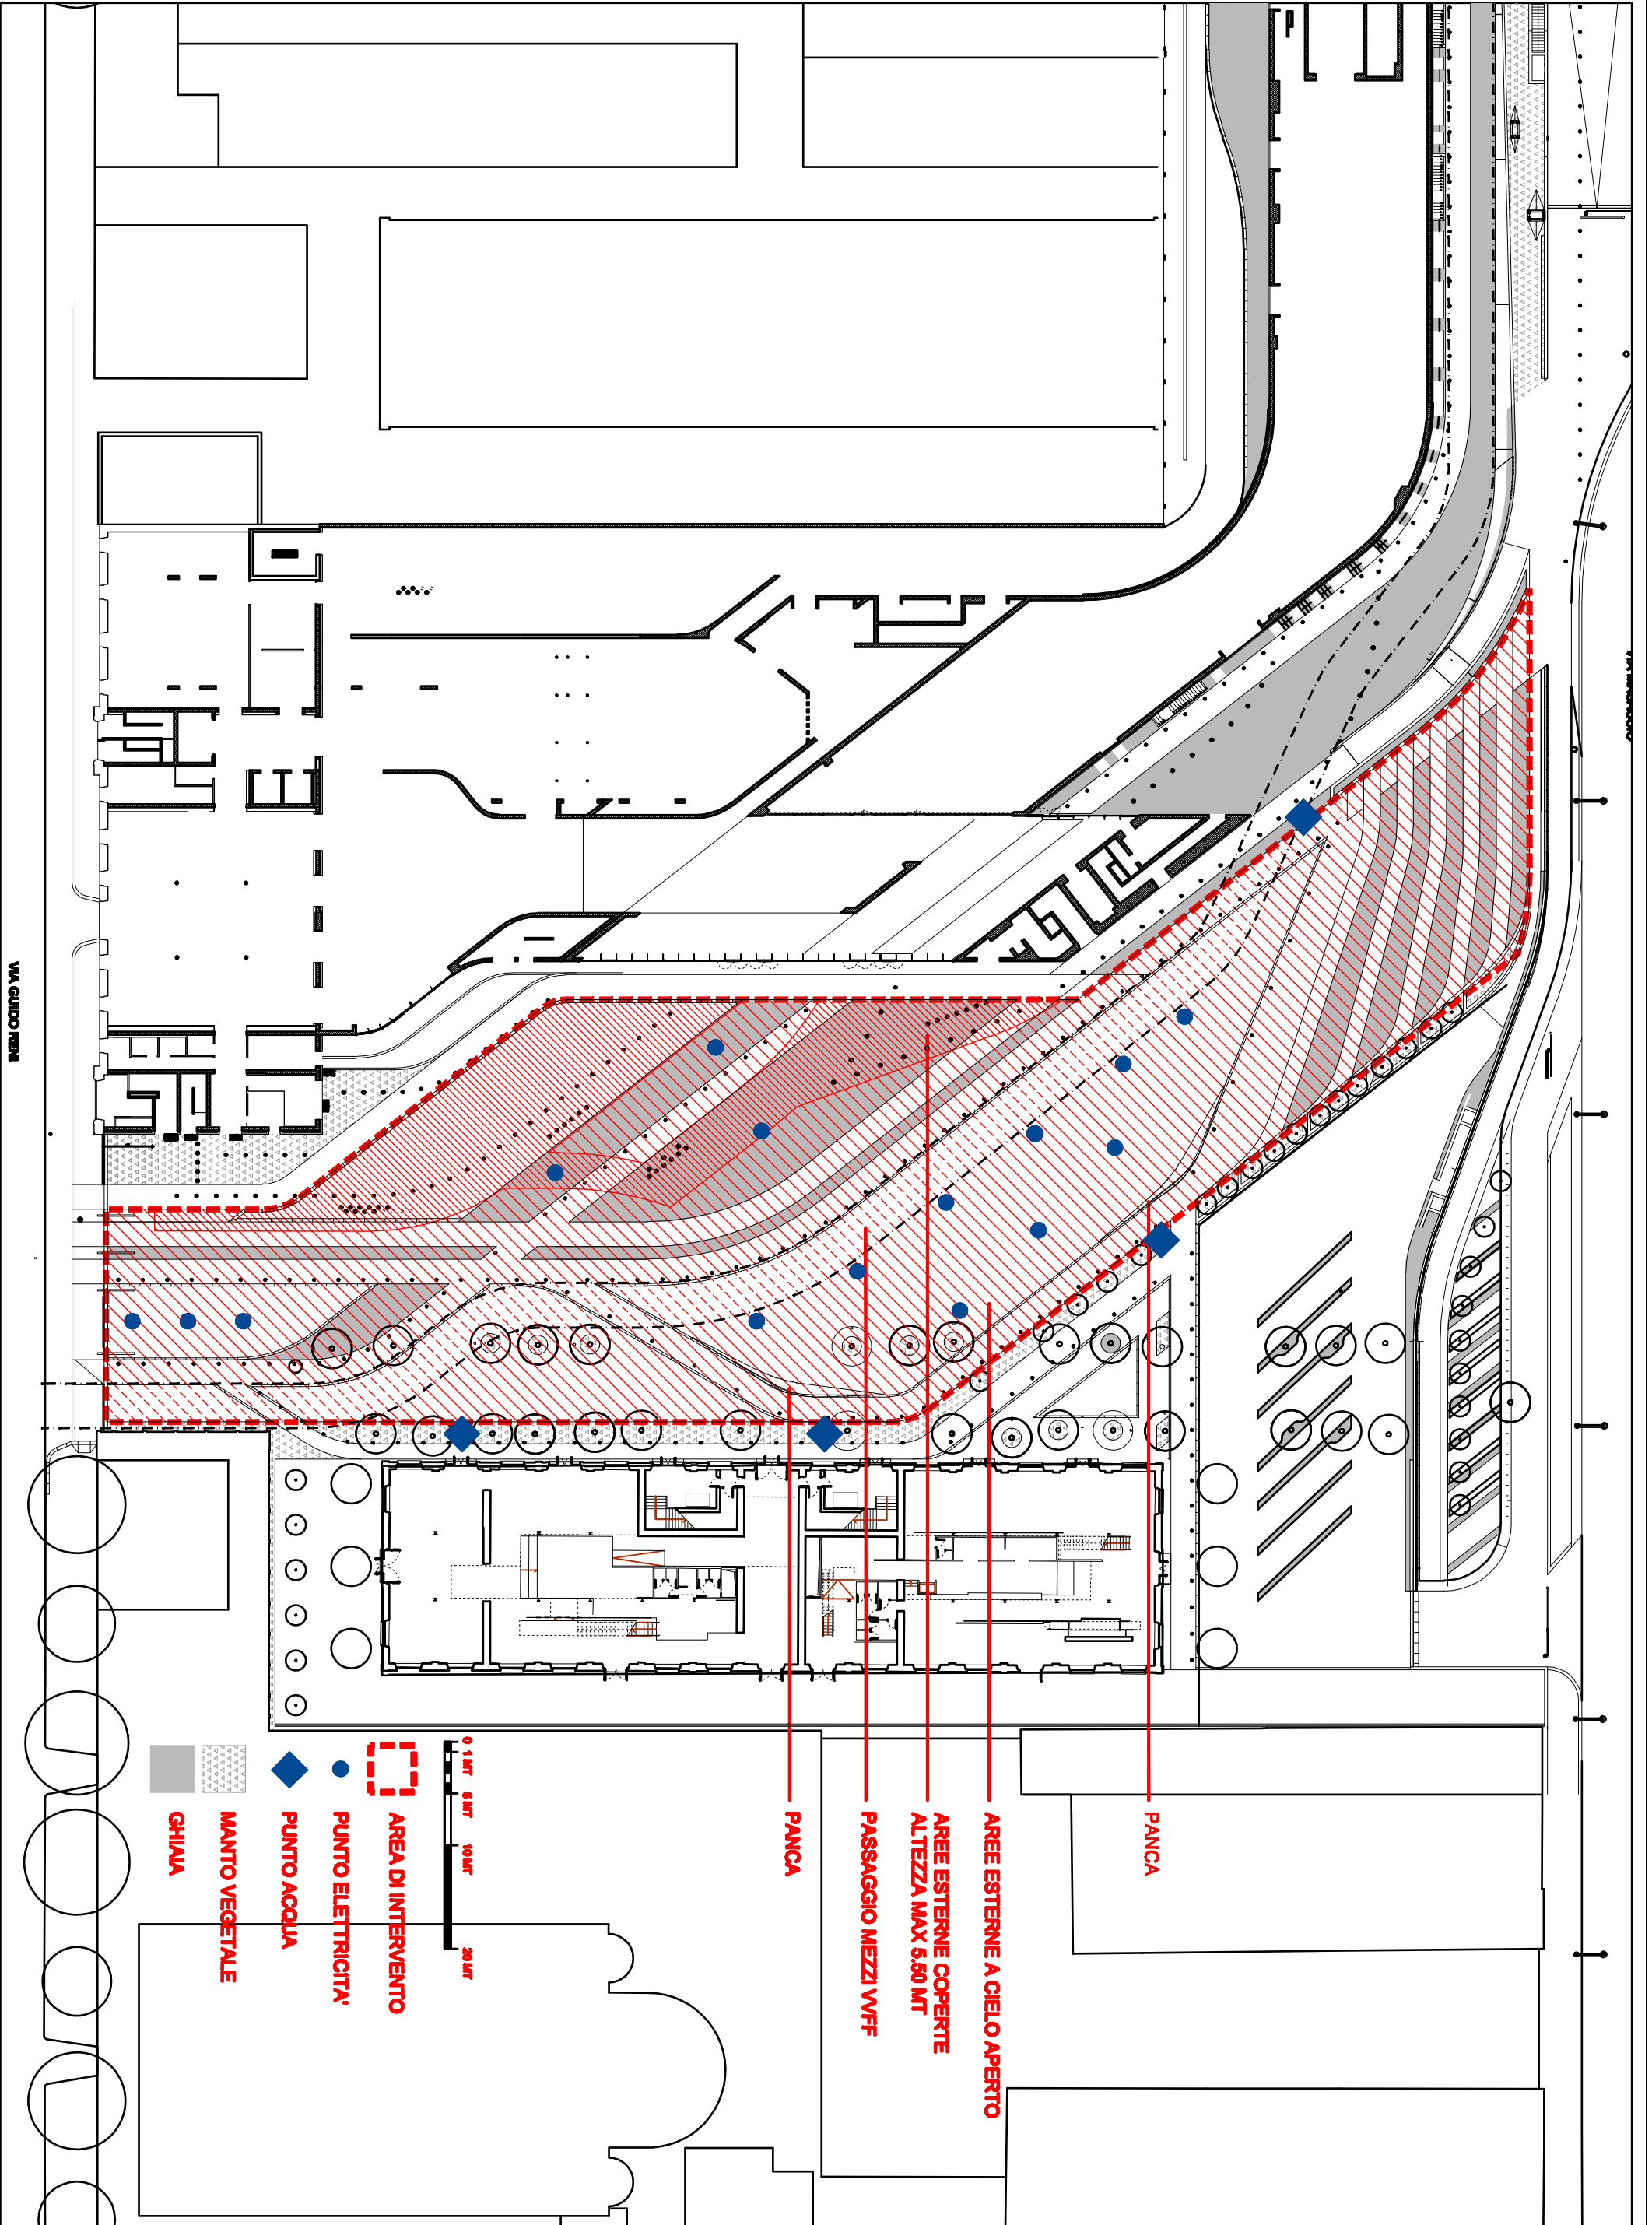 PANCA
AREE ESTERNE A CIELO APERTO
AREE ESTERNE COPERTE
ALTEZZA MAX 5.50 MT
PASSAGGIO MEZZI VVFF
PANCA
0 1 MT 5 MT 10 MT 20 MT
AREA DI INTERVENTO
PUNTO ELETTRICITA'
PUNTO ACQUA
MANTO VEGETALE
GHIAIA
VIA GUIDO RENI